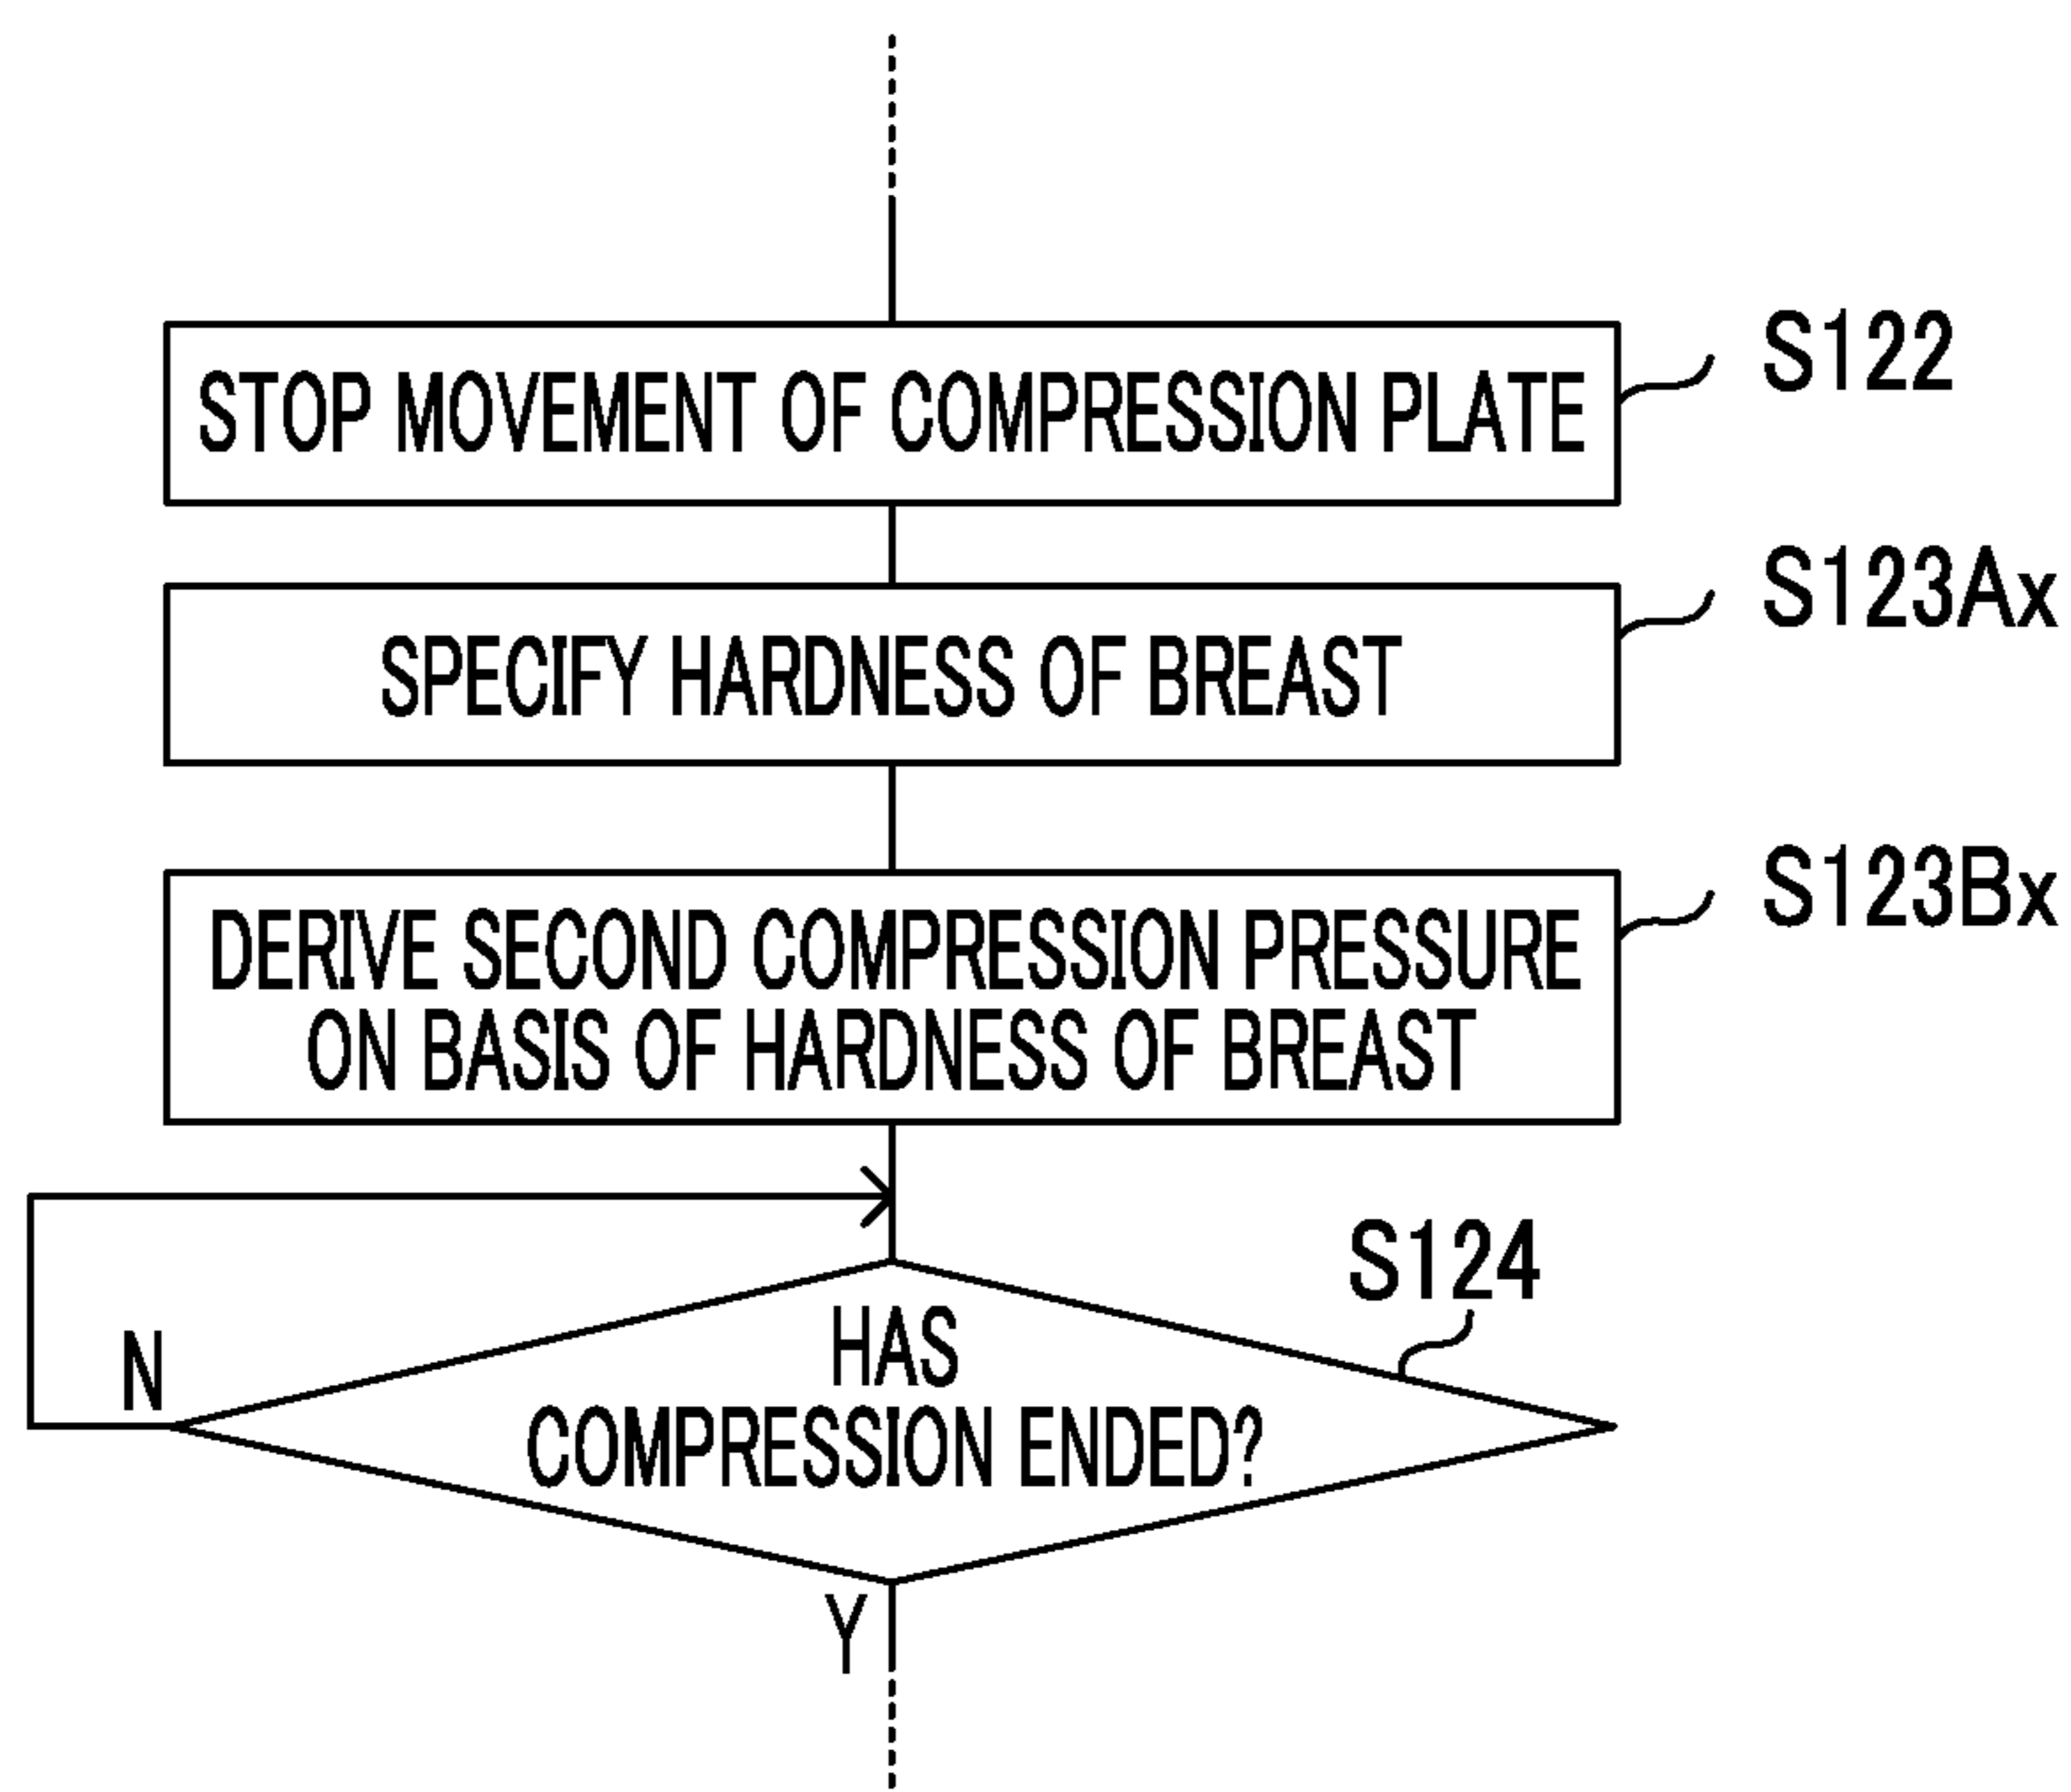 S122
STOP MOVEMENT OF COMPRESSION PLATE
S123Ax
SPECIFY HARDNESS OF BREAST
S123Bx
DERIVE SECOND COMPRESSION PRESSURE
ON BASIS OF HARDNESS OF BREAST
S124
HAS
COMPRESSION ENDED?
N
Y